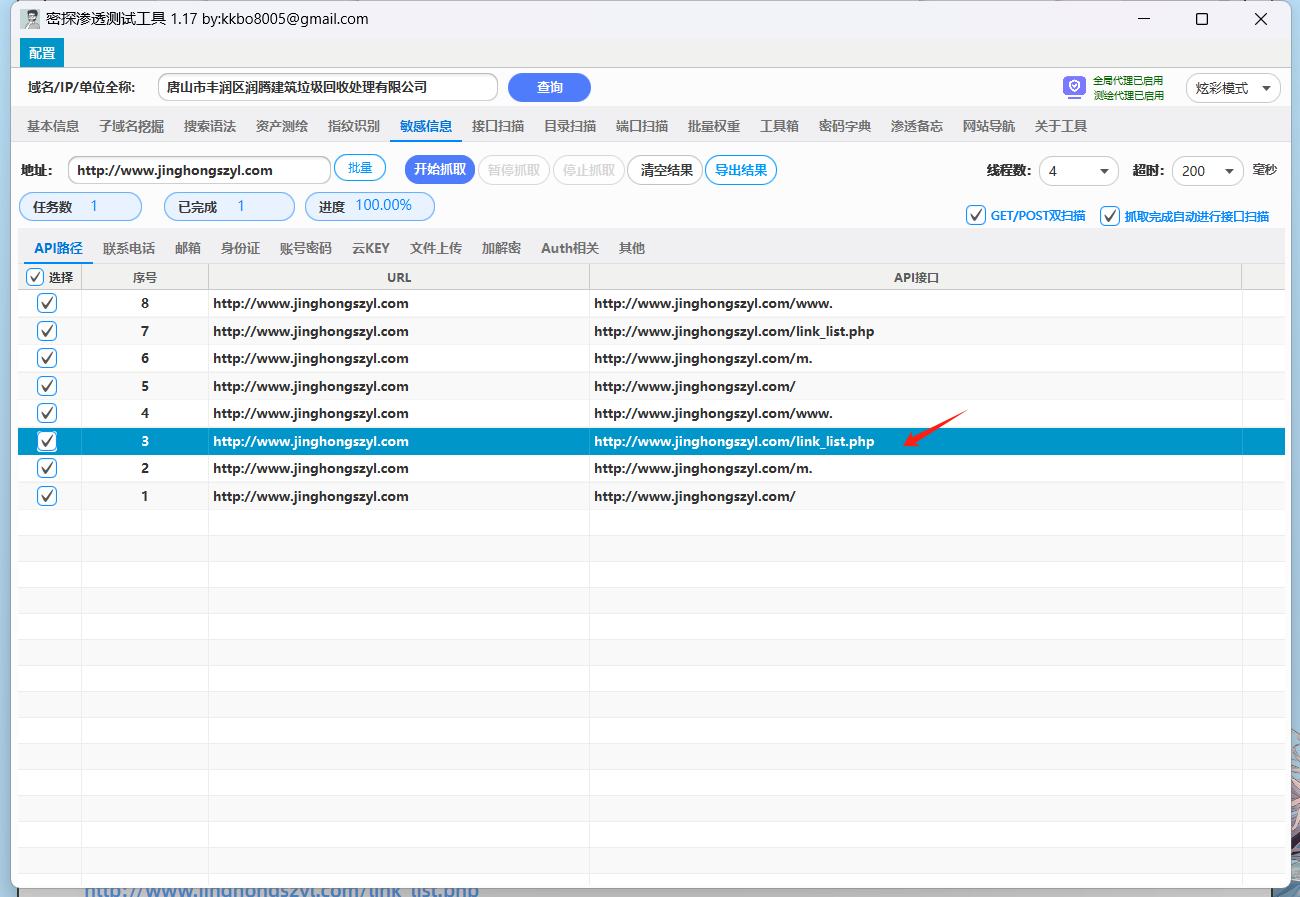 密探渗透测试工具 1.17 by:kkbo8005@gmail.com
配置
域名/IP/单位全称: 唐山市丰润区润腾建筑垃圾回收处理有限公司 查询 全局代理已启用 炫彩模式
测绘代理已启用
基本信息 子域名挖掘 搜索语法 资产测绘 指纹识别 敏感信息 接口扫描 目录扫描 端口扫描 批量权重 工具箱 密码字典 渗透备忘 网站导航 关于工具
地址: http://www.jinghongszyl.com 批量 开始抓取 暂停抓取 停止抓取 清空结果 导出结果 线程数: 4 超时: 200 毫秒
任务数 1 已完成 1 进度 100.00% GET/POST双扫描 抓取完成自动进行接口扫描
API路径 联系电话 邮箱 身份证 账号密码 云KEY 文件上传 加解密 Auth相关 其他
选择 序号 URL API接口
8 http://www.jinghongszyl.com http://www.jinghongszyl.com/www.
7 http://www.jinghongszyl.com http://www.jinghongszyl.com/link_list.php
6 http://www.jinghongszyl.com http://www.jinghongszyl.com/m.
5 http://www.jinghongszyl.com http://www.jinghongszyl.com/
4 http://www.jinghongszyl.com http://www.jinghongszyl.com/www.
3 http://www.jinghongszyl.com http://www.jinghongszyl.com/link_list.php
2 http://www.jinghongszyl.com http://www.jinghongszyl.com/m.
1 http://www.jinghongszyl.com http://www.jinghongszyl.com/
http://www.jinghongszyl.com/link_list.php